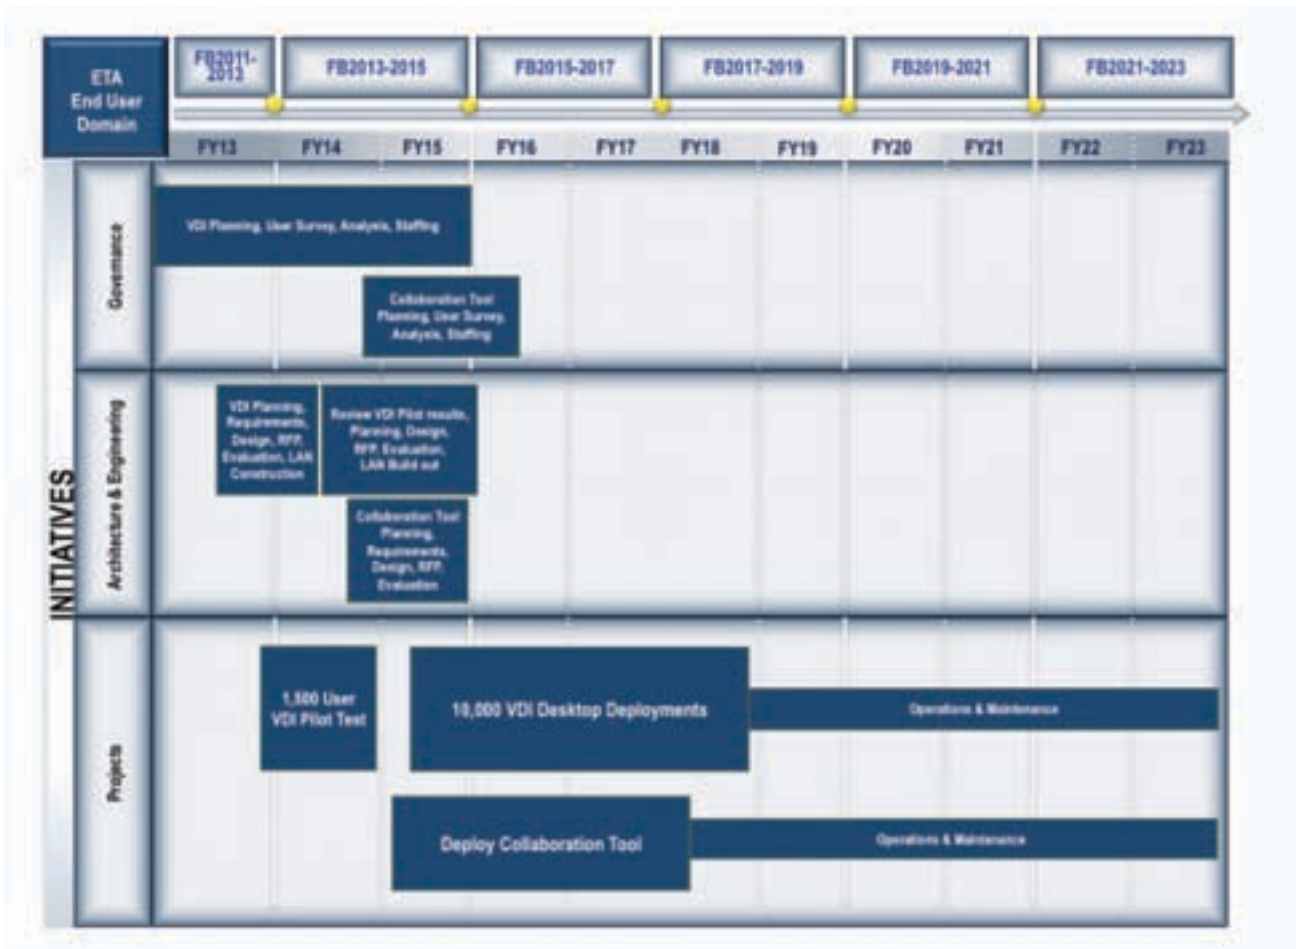 ETA
End User
Domain
FB2011-
2013
FB2013-2015
FB2015-2017
FB2017-2019
FB2019-2021
FB2021-2023
FY13
FY14
FY15
FY16
FY17
FY18
FY19
FY20
FY21
FY22
FY23
INITIATIVES
Governance
VDI Planning, User Survey, Analysis, Staffing
Collaboration Tool
Planning, User Survey,
Analysis, Staffing
Architecture & Engineering
VDI Planning,
Requirements,
Design, RFP,
Evaluation, LAN
Construction
Review VDI Pilot results,
Planning, Design,
RFP, Evaluation,
LAN Build out
Collaboration Tool
Planning,
Requirements,
Design, RFP,
Evaluation
Projects
1,500 User
VDI Pilot Test
10,000 VDI Desktop Deployments
Operations & Maintenance
Deploy Collaboration Tool
Operations & Maintenance